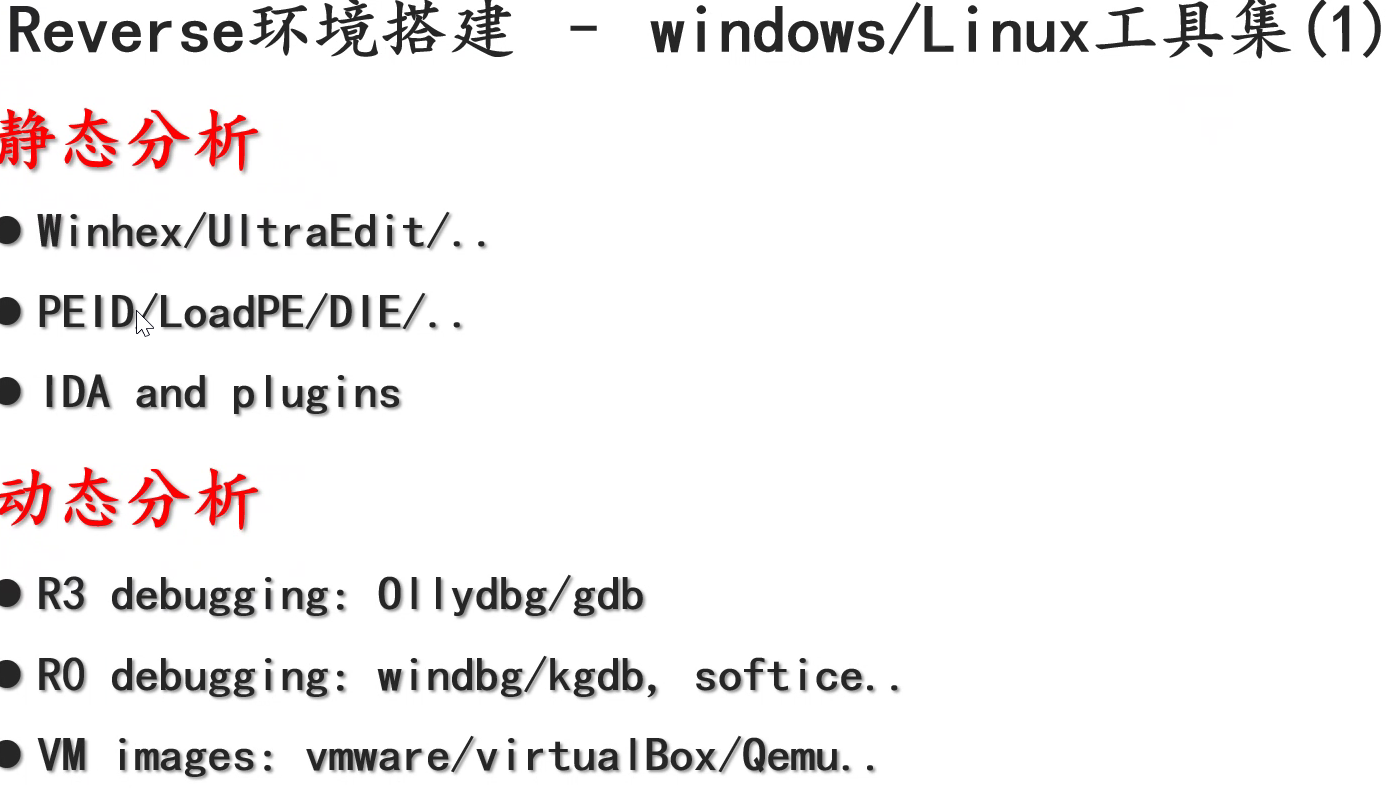 Reverse环境搭建 - windows/Linux工具集(1)
静态分析
● Winhex/UltraEdit/..
● PEID/LoadPE/DIE/..
● IDA and plugins
动态分析
● R3 debugging: Ollydbg/gdb
● R0 debugging: windbg/kgdb, softice..
● VM images: vmware/virtualBox/Qemu..